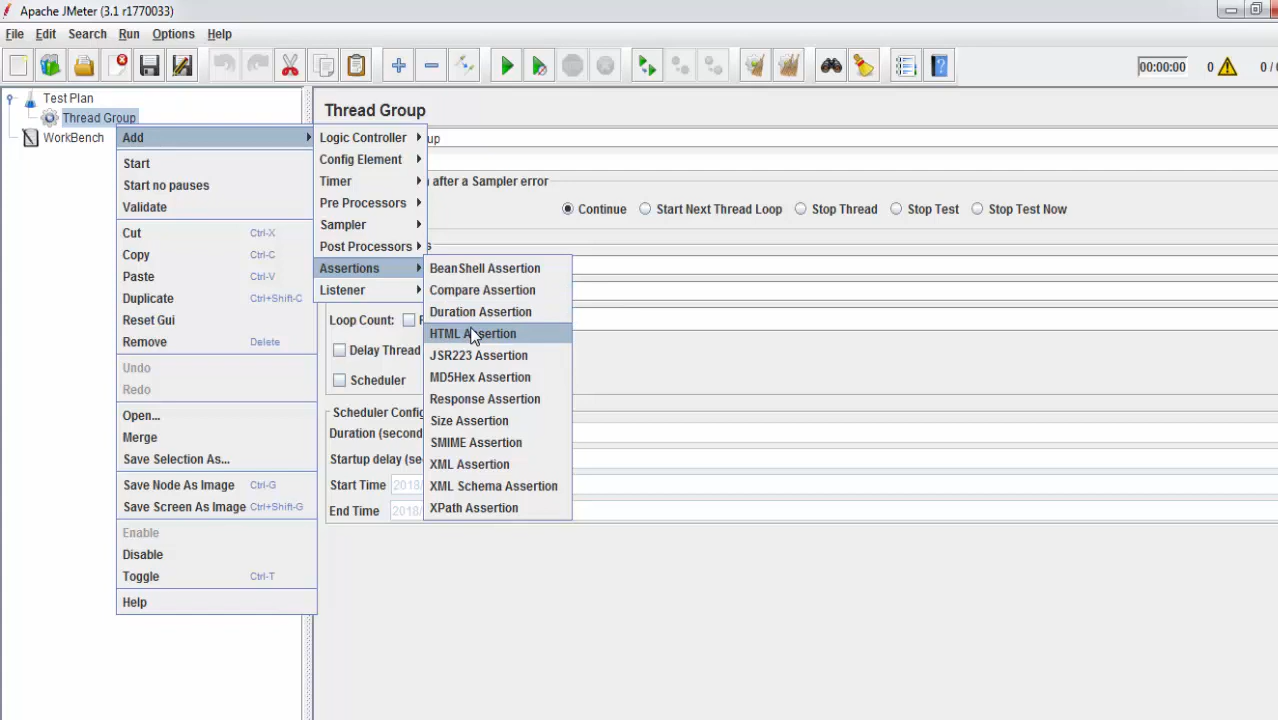 Apache JMeter (3.1 r1770033)
File Edit Search Run Options Help
00:00:00 0 0 /
Test Plan
Thread Group
WorkBench
Thread Group
Add
Start
Start no pauses
Validate
Cut Ctrl-X
Copy Ctrl-C
Paste Ctrl-V
Duplicate Ctrl+Shift-C
Reset Gui
Remove Delete
Undo
Redo
Open...
Merge
Save Selection As...
Save Node As Image Ctrl-G
Save Screen As Image Ctrl+Shift-G
Enable
Disable
Toggle Ctrl-T
Help
Logic Controller
Config Element
Timer
Pre Processors
Sampler
Post Processors
Assertions
Listener
BeanShell Assertion
Compare Assertion
Duration Assertion
HTML Assertion
JSR223 Assertion
MD5Hex Assertion
Response Assertion
Size Assertion
SMIME Assertion
XML Assertion
XML Schema Assertion
XPath Assertion
up
after a Sampler error
Continue Start Next Thread Loop Stop Thread Stop Test Stop Test Now
s
Loop Count: F
Delay Thread
Scheduler
Scheduler Config
Duration (second
Startup delay (se
Start Time 2018/
End Time 2018/